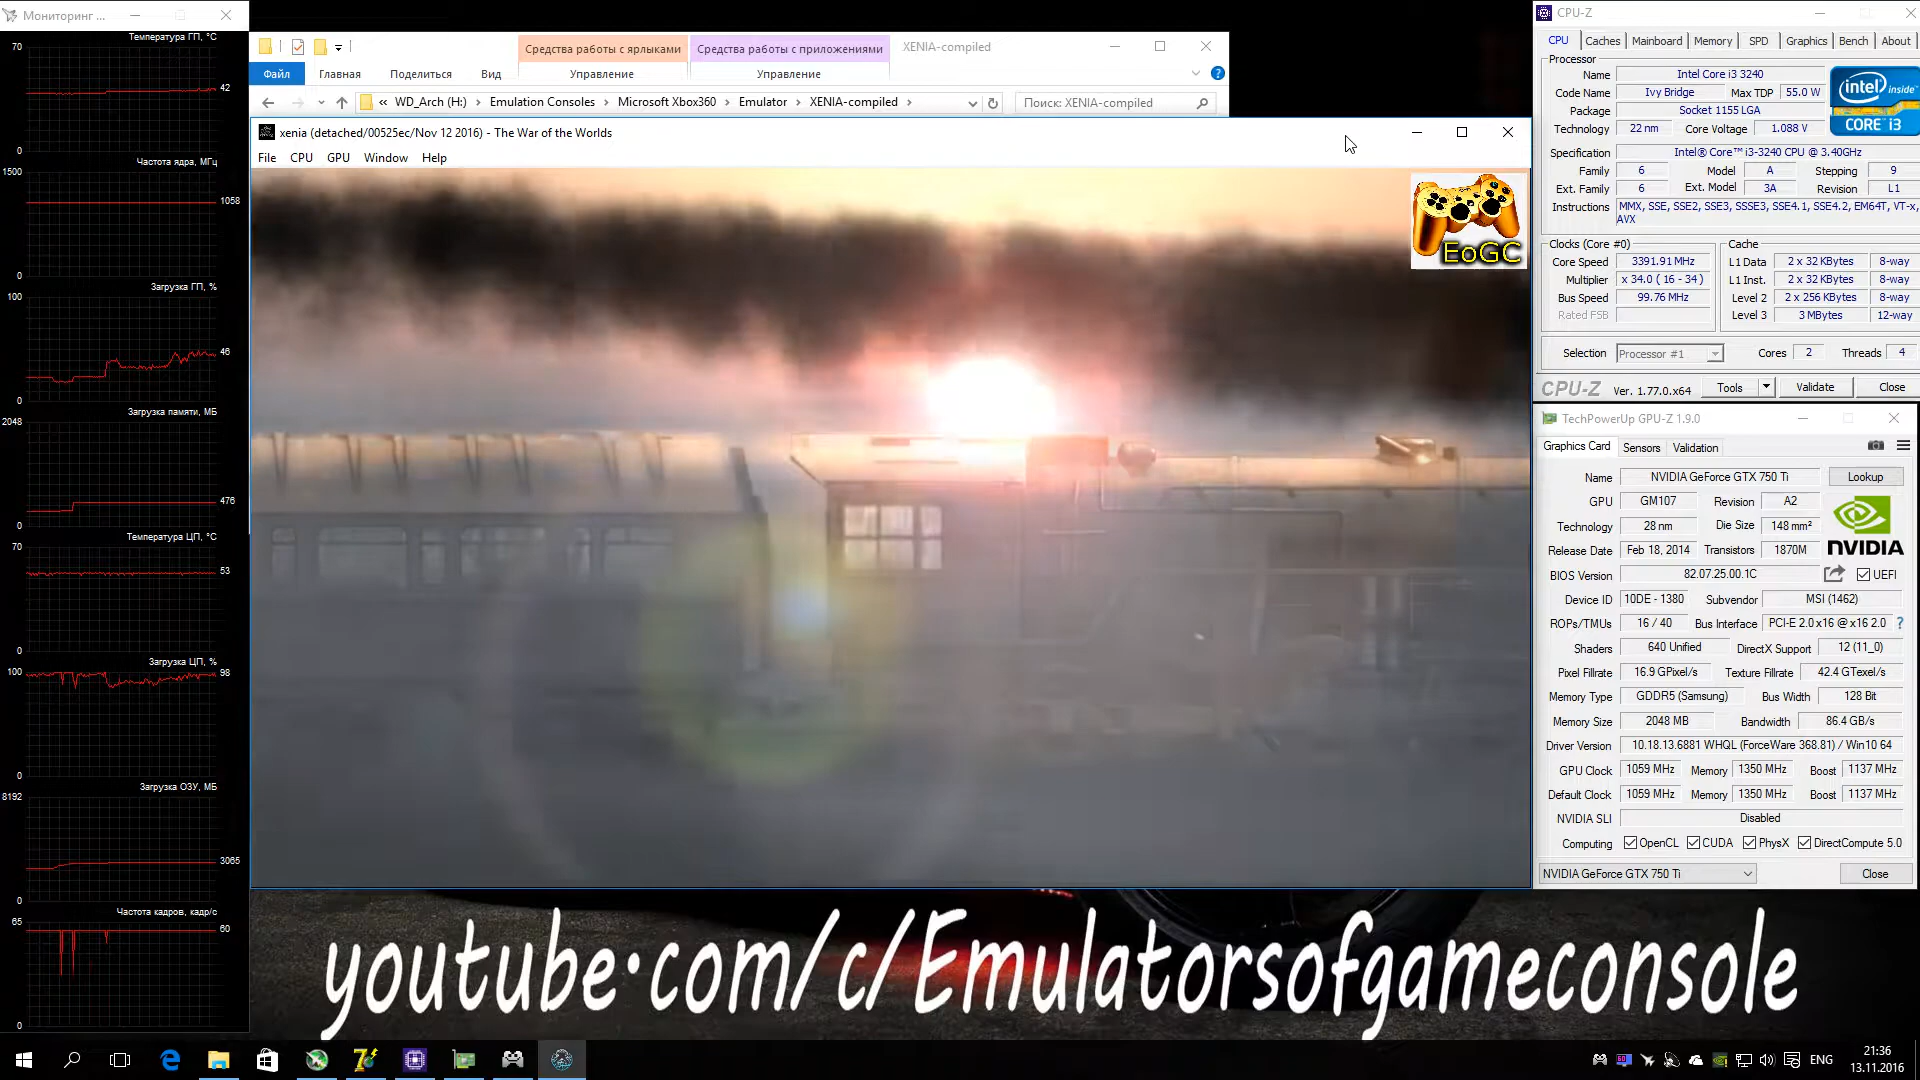 Мониторинг ...
Температура ГП, °C
70
42
0
Частота ядра, МГц
1500
1058
0
Загрузка ГП, %
100
46
0
Загрузка памяти, МБ
2048
476
0
Температура ЦП, °C
70
53
0
Загрузка ЦП, %
100
98
0
Загрузка ОЗУ, МБ
8192
3065
0
Частота кадров, кадр/с
65
60
0
Средства работы с ярлыками
Средства работы с приложениями
XENIA-compiled
Файл
Главная
Поделиться
Вид
Управление
Управление
« WD_Arch (H:) › Emulation Consoles › Microsoft Xbox360 › Emulator › XENIA-compiled ›
Поиск: XENIA-compiled
xenia (detached/00525ec/Nov 12 2016) - The War of the Worlds
File CPU GPU Window Help
EoGC
CPU-Z
CPU Caches Mainboard Memory SPD Graphics Bench About
Processor
Name Intel Core i3 3240
Code Name Ivy Bridge Max TDP 55.0 W
Package Socket 1155 LGA
Technology 22 nm Core Voltage 1.088 V
intel inside™
CORE i3
Specification Intel® Core™ i3-3240 CPU @ 3.40GHz
Family 6 Model A Stepping 9
Ext. Family 6 Ext. Model 3A Revision L1
Instructions MMX, SSE, SSE2, SSE3, SSSE3, SSE4.1, SSE4.2, EM64T, VT-x,
AVX
Clocks (Core #0)
Core Speed 3391.91 MHz
Multiplier x 34.0 ( 16 - 34 )
Bus Speed 99.76 MHz
Rated FSB
Cache
L1 Data 2 x 32 KBytes 8-way
L1 Inst. 2 x 32 KBytes 8-way
Level 2 2 x 256 KBytes 8-way
Level 3 3 MBytes 12-way
Selection Processor #1 Cores 2 Threads 4
CPU-Z Ver. 1.77.0.x64 Tools Validate Close
TechPowerUp GPU-Z 1.9.0
Graphics Card Sensors Validation
Name NVIDIA GeForce GTX 750 Ti Lookup
GPU GM107 Revision A2
Technology 28 nm Die Size 148 mm²
Release Date Feb 18, 2014 Transistors 1870M
NVIDIA
BIOS Version 82.07.25.00.1C UEFI
Device ID 10DE - 1380 Subvendor MSI (1462)
ROPs/TMUs 16 / 40 Bus Interface PCI-E 2.0 x16 @ x16 2.0 ?
Shaders 640 Unified DirectX Support 12 (11_0)
Pixel Fillrate 16.9 GPixel/s Texture Fillrate 42.4 GTexel/s
Memory Type GDDR5 (Samsung) Bus Width 128 Bit
Memory Size 2048 MB Bandwidth 86.4 GB/s
Driver Version 10.18.13.6881 WHQL (ForceWare 368.81) / Win10 64
GPU Clock 1059 MHz Memory 1350 MHz Boost 1137 MHz
Default Clock 1059 MHz Memory 1350 MHz Boost 1137 MHz
NVIDIA SLI Disabled
Computing OpenCL CUDA PhysX DirectCompute 5.0
NVIDIA GeForce GTX 750 Ti Close
youtube.com/c/Emulatorsofgameconsole
ENG
21:36
13.11.2016